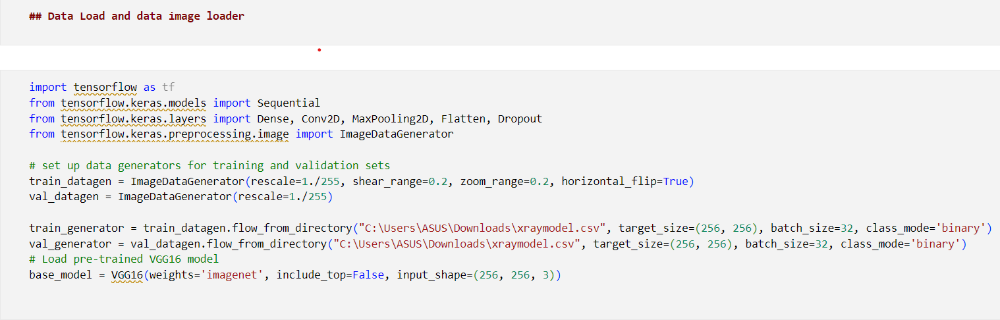 ## Data Load and data image loader
import tensorflow as tf
from tensorflow.keras.models import Sequential
from tensorflow.keras.layers import Dense, Conv2D, MaxPooling2D, Flatten, Dropout
from tensorflow.keras.preprocessing.image import ImageDataGenerator
# set up data generators for training and validation sets
train_datagen = ImageDataGenerator(rescale=1./255, shear_range=0.2, zoom_range=0.2, horizontal_flip=True)
val_datagen = ImageDataGenerator(rescale=1./255)
train_generator = train_datagen.flow_from_directory("C:\Users\ASUS\Downloads\xraymodel.csv", target_size=(256, 256), batch_size=32, class_mode='binary')
val_generator = val_datagen.flow_from_directory("C:\Users\ASUS\Downloads\xraymodel.csv", target_size=(256, 256), batch_size=32, class_mode='binary')
# Load pre-trained VGG16 model
base_model = VGG16(weights='imagenet', include_top=False, input_shape=(256, 256, 3))